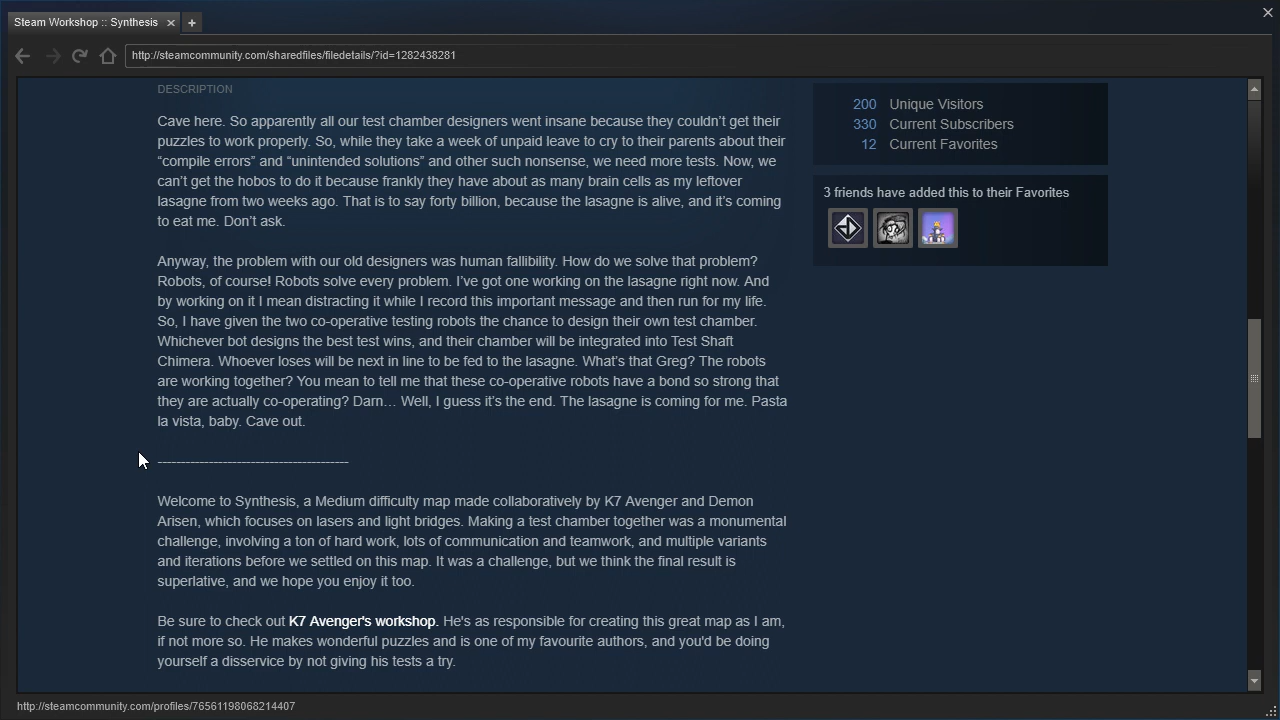 Steam Workshop :: Synthesis
http://steamcommunity.com/sharedfiles/filedetails/?id=1282438281
DESCRIPTION
Cave here. So apparently all our test chamber designers went insane because they couldn’t get their
puzzles to work properly. So, while they take a week of unpaid leave to cry to their parents about their
“compile errors” and “unintended solutions” and other such nonsense, we need more tests. Now, we
can’t get the hobos to do it because frankly they have about as many brain cells as my leftover
lasagne from two weeks ago. That is to say forty billion, because the lasagne is alive, and it’s coming
to eat me. Don’t ask.
Anyway, the problem with our old designers was human fallibility. How do we solve that problem?
Robots, of course! Robots solve every problem. I’ve got one working on the lasagne right now. And
by working on it I mean distracting it while I record this important message and then run for my life.
So, I have given the two co-operative testing robots the chance to design their own test chamber.
Whichever bot designs the best test wins, and their chamber will be integrated into Test Shaft
Chimera. Whoever loses will be next in line to be fed to the lasagne. What’s that Greg? The robots
are working together? You mean to tell me that these co-operative robots have a bond so strong that
they are actually co-operating? Darn… Well, I guess it’s the end. The lasagne is coming for me. Pasta
la vista, baby. Cave out.
-----------------------------------------
Welcome to Synthesis, a Medium difficulty map made collaboratively by K7 Avenger and Demon
Arisen, which focuses on lasers and light bridges. Making a test chamber together was a monumental
challenge, involving a ton of hard work, lots of communication and teamwork, and multiple variants
and iterations before we settled on this map. It was a challenge, but we think the final result is
superlative, and we hope you enjoy it too.
Be sure to check out K7 Avenger's workshop. He's as responsible for creating this great map as I am,
if not more so. He makes wonderful puzzles and is one of my favourite authors, and you'd be doing
yourself a disservice by not giving his tests a try.
200 Unique Visitors
330 Current Subscribers
12 Current Favorites
3 friends have added this to their Favorites
http://steamcommunity.com/profiles/76561198068214407